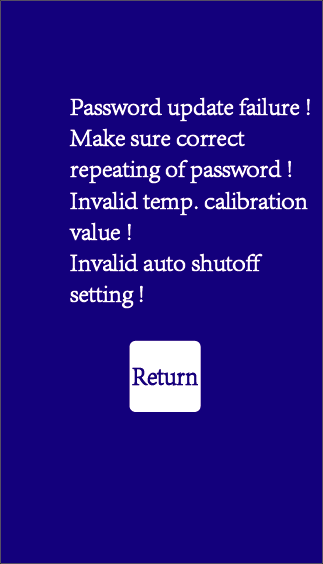 Password update failure !
Make sure correct
repeating of password !
Invalid temp. calibration
value !
Invalid auto shutoff
setting !
Return